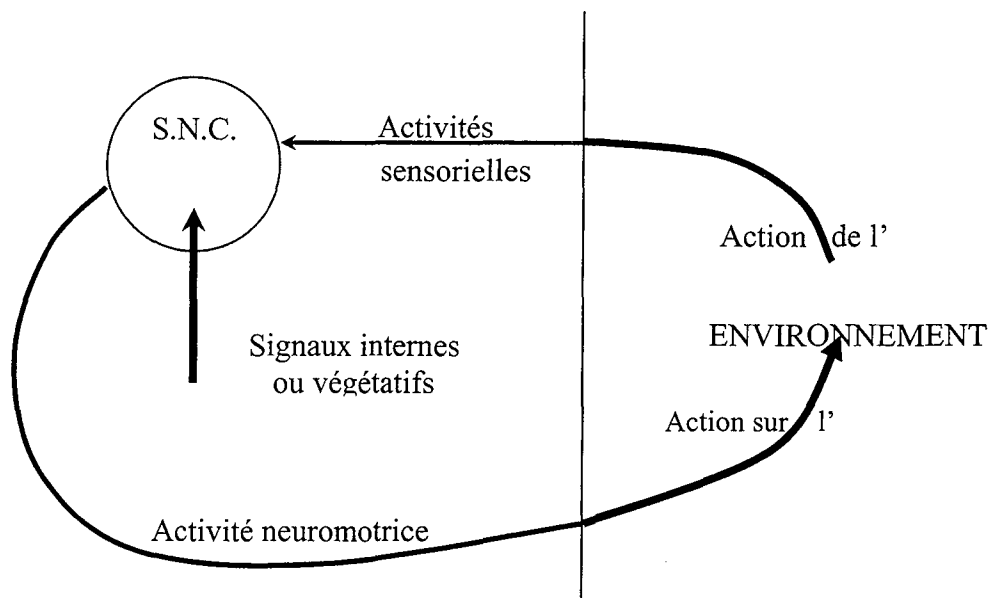 S.N.C.
Activités
sensorielles
Action de l'
ENVIRONNEMENT
Signaux internes
ou végétatifs
Action sur l'
Activité neuromotrice